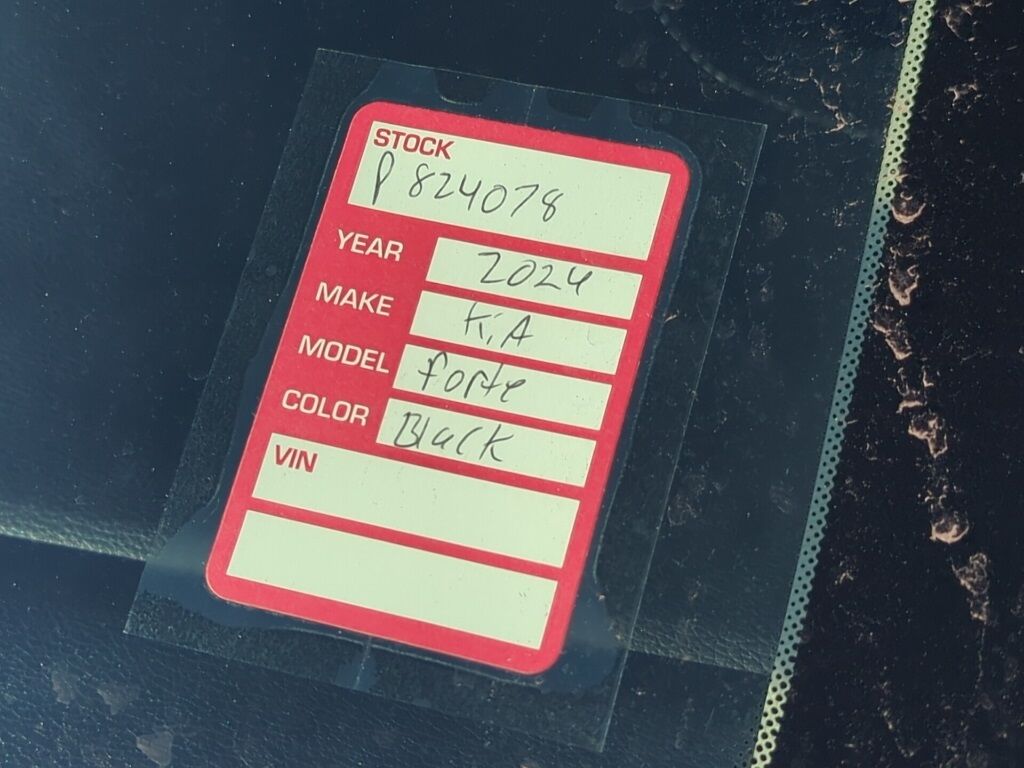 STOCK
P 824078
YEAR 2024
MAKE KiA
MODEL forte
COLOR Black
VIN